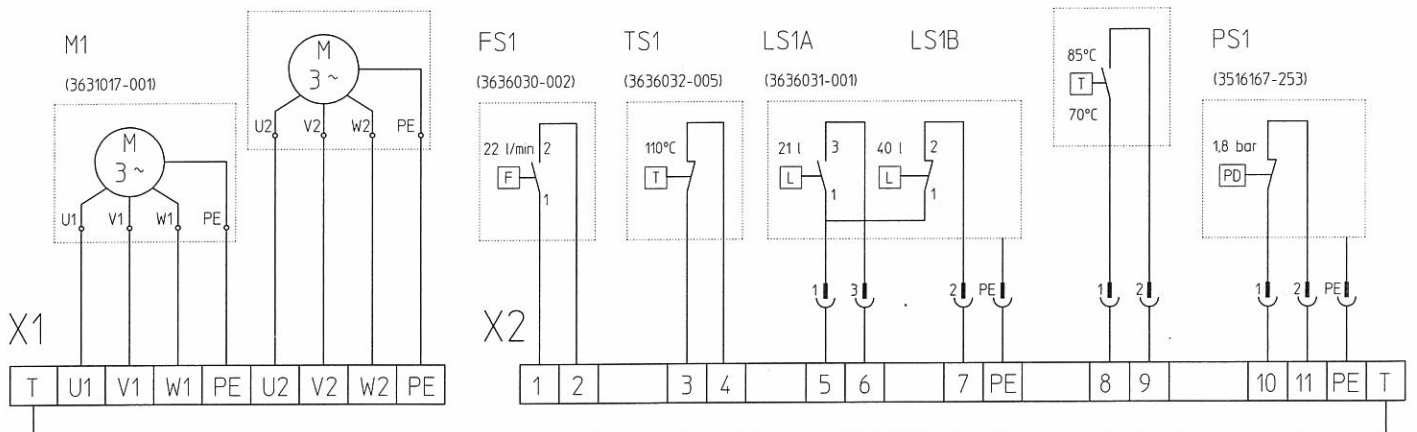 M1
(3631017-001)
M
3 ~
U1
V1
W1
PE
M
3 ~
U2
V2
W2
PE
X1
T U1 V1 W1 PE U2 V2 W2 PE
FS1
(3636030-002)
22 l/min
2
F
1
TS1
(3636032-005)
110°C
T
LS1A
LS1B
(3636031-001)
21 l
3
L
1
40 l
2
L
1
1
3
2
PE
85°C
T
70°C
1
2
PS1
(3516167-253)
1,8 bar
PD
1
2
PE
X2
1 2 3 4 5 6 7 PE 8 9 10 11 PE T